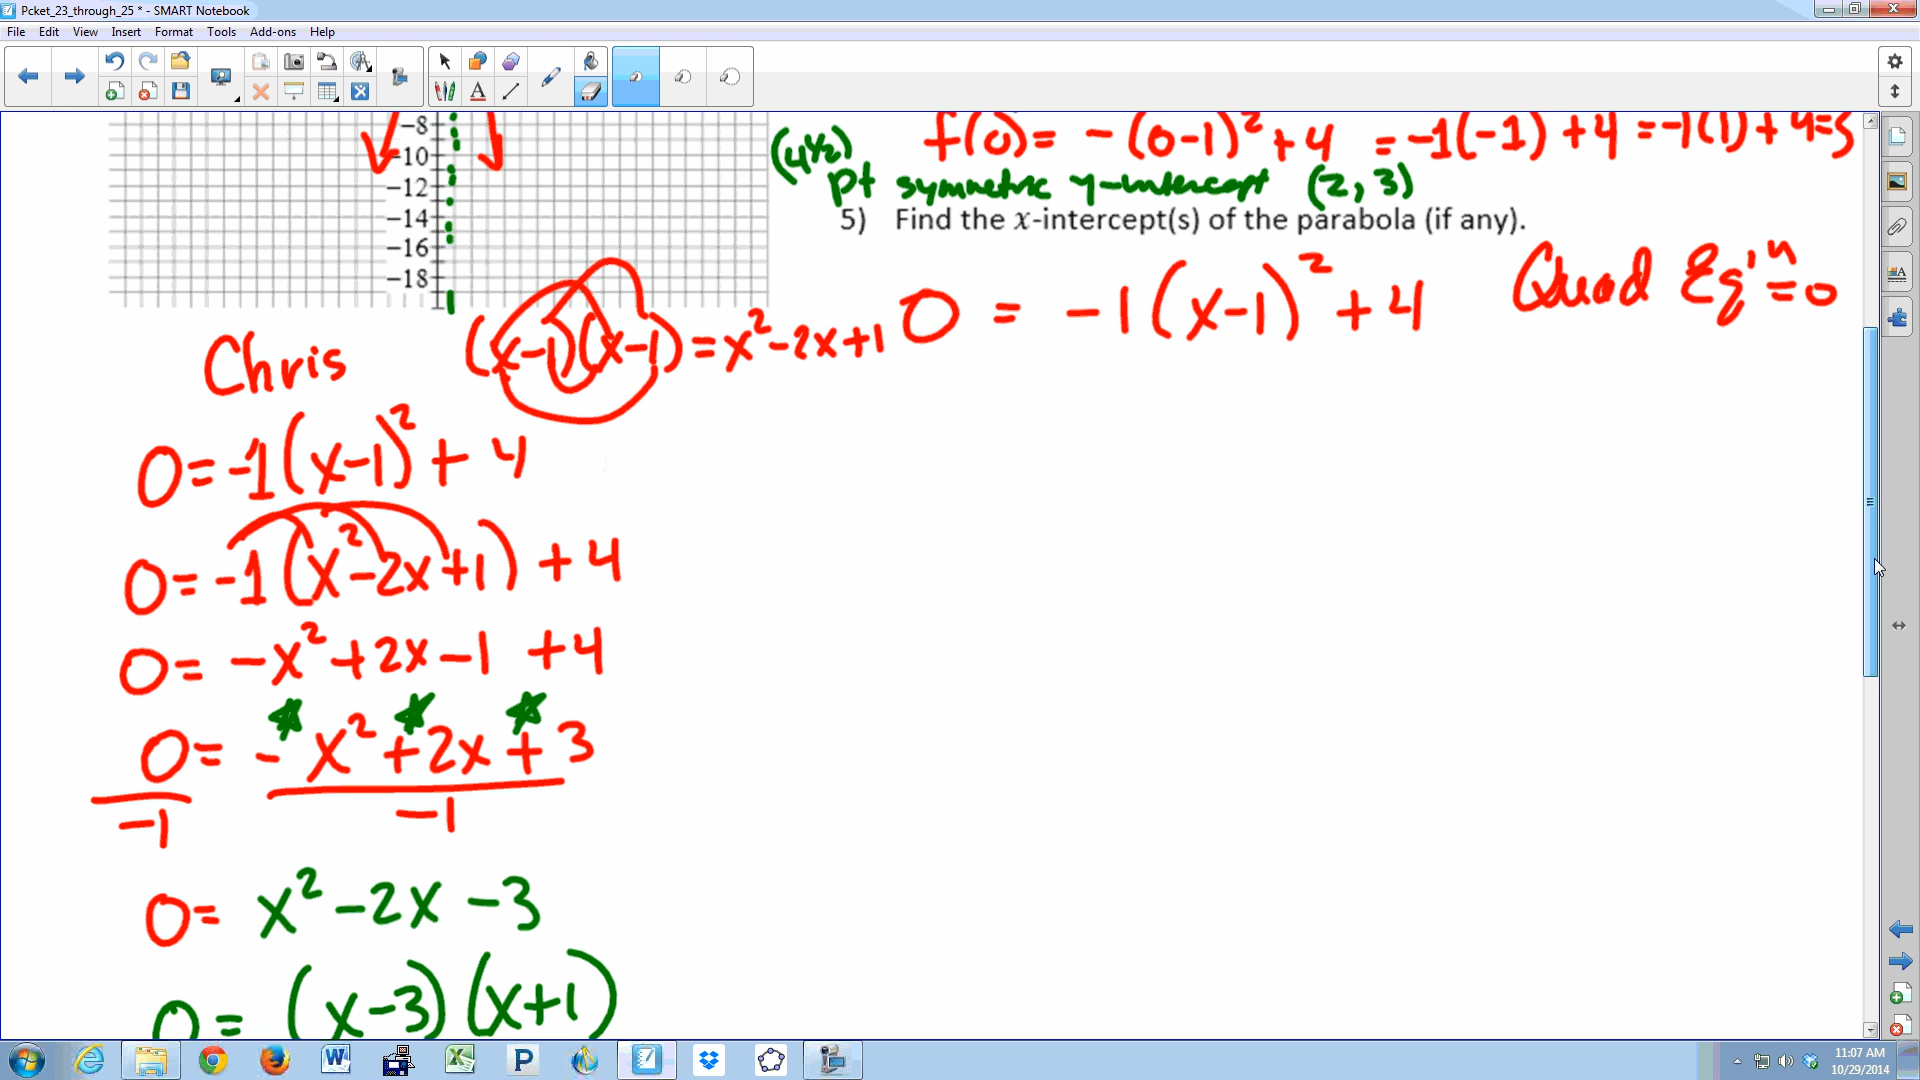 Pcket_23_through_25 * - SMART Notebook
File Edit View Insert Format Tools Add-ons Help
-8
-10
-12
-14
-16
-18
f(0) = -(0-1)² + 4 = -1(-1) + 4 = -1(1) + 4 = 3
(4½)
pt symmetric y-intercept (2, 3)
5) Find the x-intercept(s) of the parabola (if any).
0 = -1(x-1)² + 4
Quad Eq'n = 0
Chris
(x-1)(x-1) = x²-2x+1
0 = -1(x-1)² + 4
0 = -1(x²-2x+1) + 4
0 = -x²+2x-1 +4
0 = -x²+2x+3
-1 -1
0 = x²-2x-3
0 = (x-3)(x+1)
11:07 AM
10/29/2014